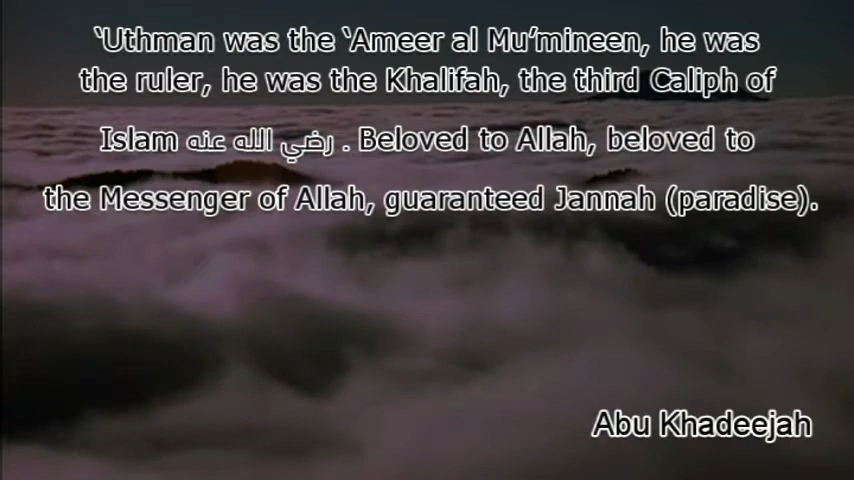 ‘Uthman was the ‘Ameer al Mu’mineen, he was
the ruler, he was the Khalifah, the third Caliph of
Islam رضي الله عنه . Beloved to Allah, beloved to
the Messenger of Allah, guaranteed Jannah (paradise).
Abu Khadeejah